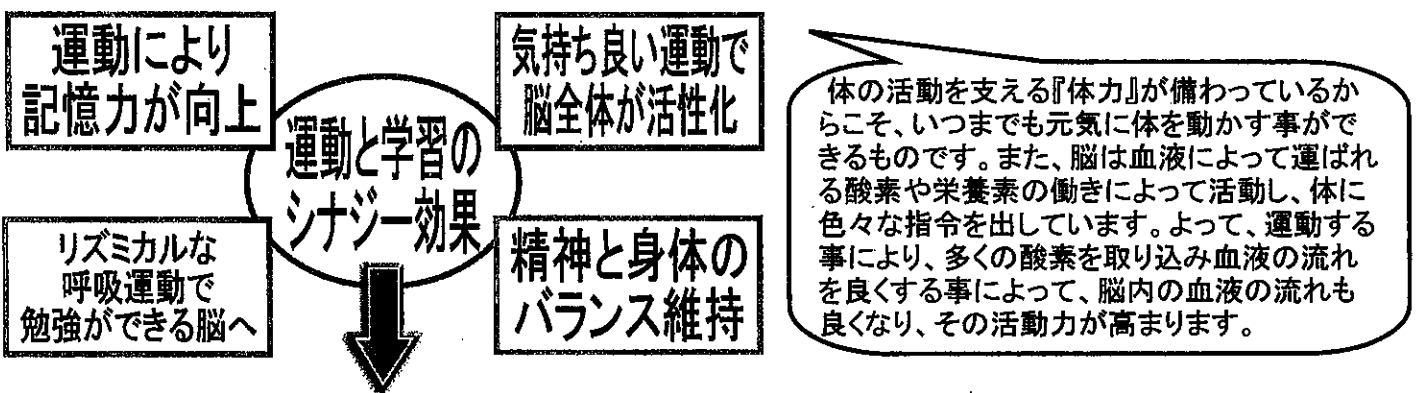 運動により
記憶力が向上
気持ち良い運動で
脳全体が活性化
運動と学習の
シナジー効果
リズミカルな
呼吸運動で
勉強ができる脳へ
精神と身体の
バランス維持
体の活動を支える『体力』が備わっているか
らこそ、いつまでも元気に体を動かす事がで
きるものです。また、脳は血液によって運ばれ
る酸素や栄養素の働きによって活動し、体に
色々な指令を出しています。よって、運動する
事により、多くの酸素を取り込み血液の流れ
を良くする事によって、脳内の血液の流れも
良くなり、その活動力が高まります。